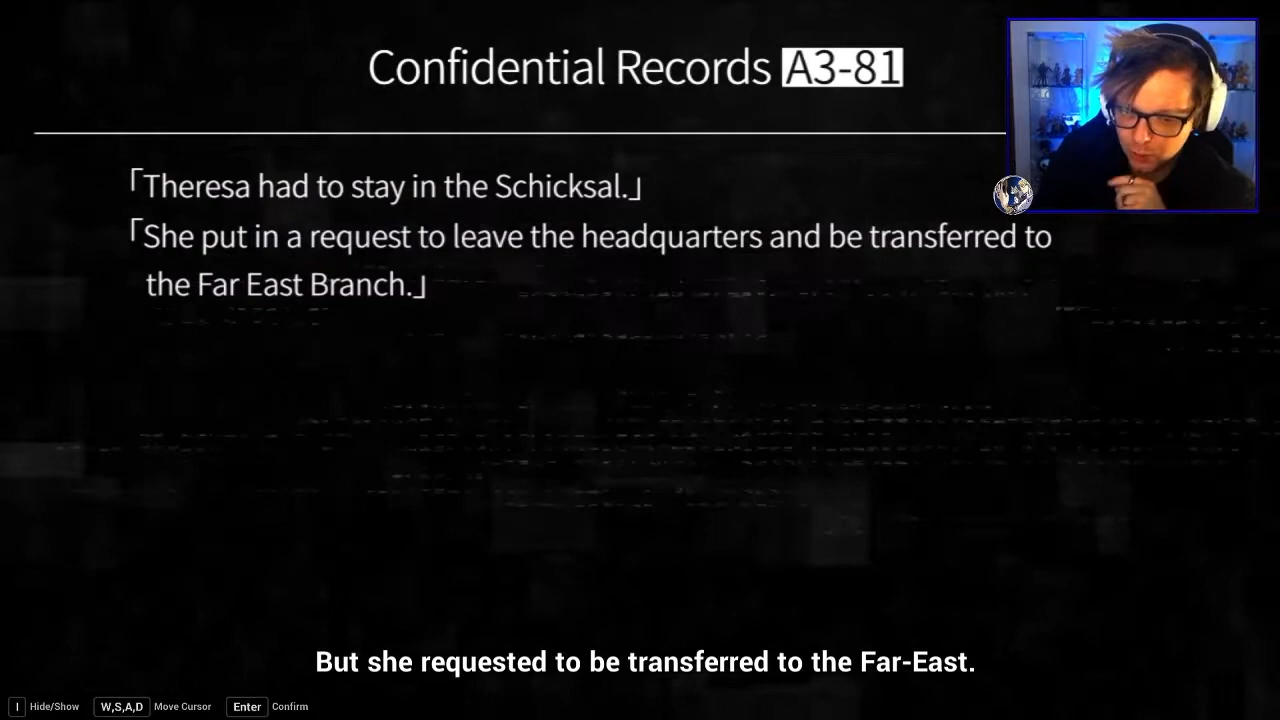 Confidential Records A3-81
「Theresa had to stay in the Schicksal.」
「She put in a request to leave the headquarters and be transferred to
the Far East Branch.」
But she requested to be transferred to the Far-East.
I Hide/Show W,S,A,D Move Cursor Enter Confirm